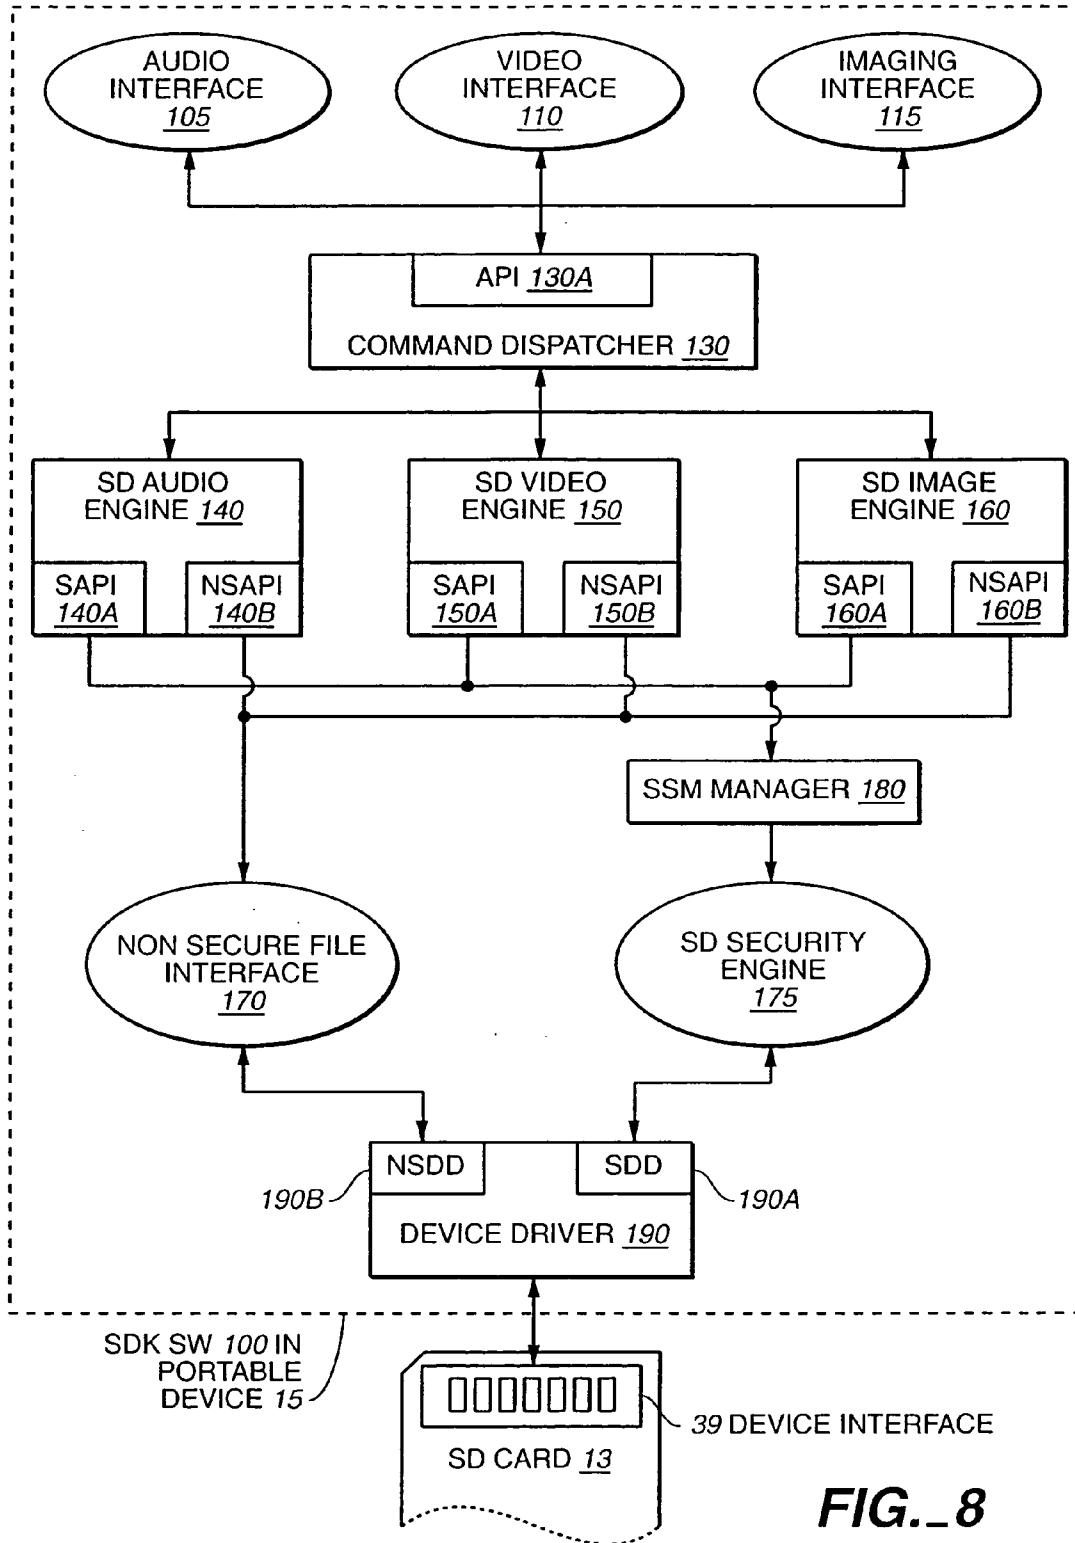 AUDIO
INTERFACE
105
VIDEO
INTERFACE
110
IMAGING
INTERFACE
115
API 130A
COMMAND DISPATCHER 130
SD AUDIO
ENGINE 140
SAPI
140A
NSAPI
140B
SD VIDEO
ENGINE 150
SAPI
150A
NSAPI
150B
SD IMAGE
ENGINE 160
SAPI
160A
NSAPI
160B
SSM MANAGER 180
NON SECURE FILE
INTERFACE
170
SD SECURITY
ENGINE
175
NSDD
SDD
190B
190A
DEVICE DRIVER 190
SDK SW 100 IN
PORTABLE
DEVICE 15
39 DEVICE INTERFACE
SD CARD 13
FIG._8